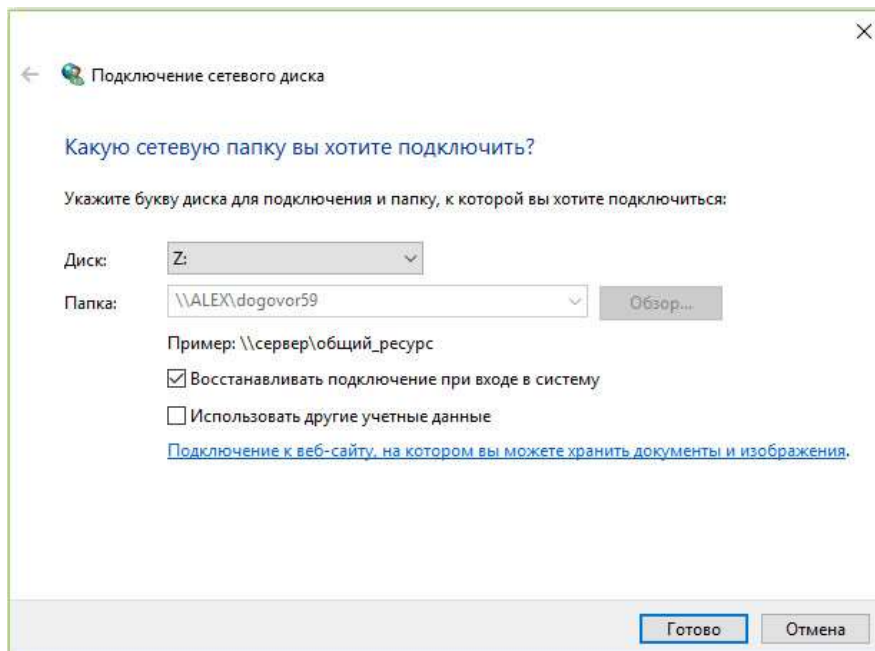 Подключение сетевого диска
Какую сетевую папку вы хотите подключить?
Укажите букву диска для подключения и папку, к которой вы хотите подключиться:
Диск: Z:
Папка: \\ALEX\dogovor59 Обзор...
Пример: \\сервер\общий_ресурс
Восстанавливать подключение при входе в систему
Использовать другие учетные данные
Подключение к веб-сайту, на котором вы можете хранить документы и изображения.
Готово Отмена